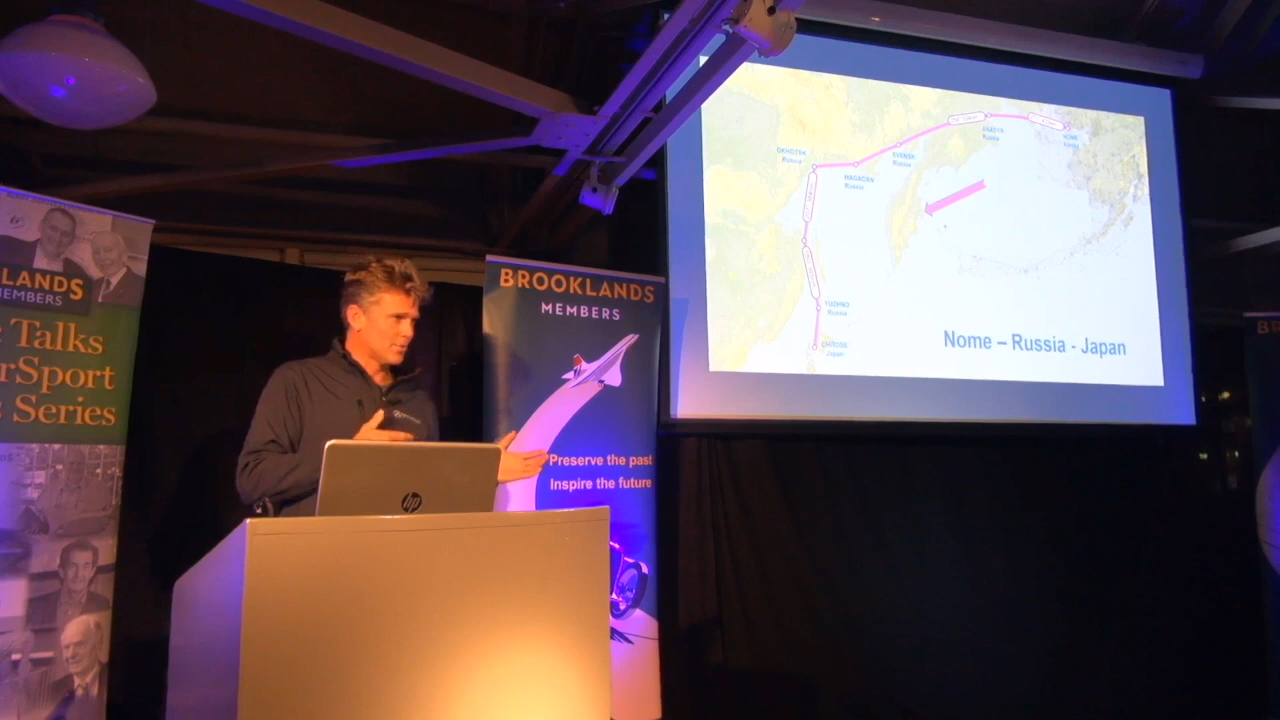 LANDS
EMBERS
Talks
rSport
Series
BROOKLANDS
MEMBERS
"Preserve the past
Inspire the future
hp
OKHOTSK
Russia
MAGADAN
Russia
EVENSK
Russia
ANADYR
Russia
NOME
Alaska
YUZHNO
Russia
CHITOSE
Japan
Nome – Russia - Japan